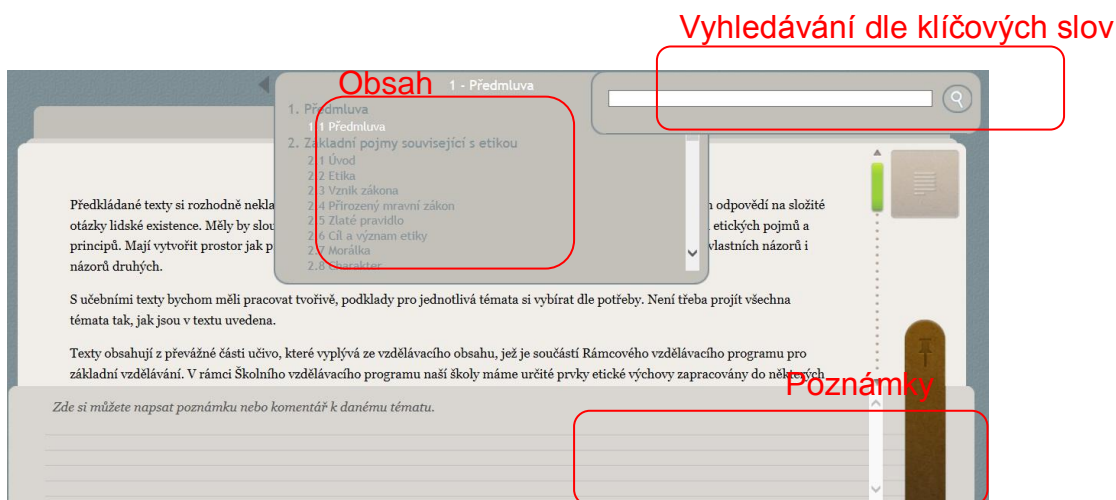 Vyhledávání dle klíčových slov
Obsah
1 - Předmluva
1. Předmluva
1.1 Předmluva
2. Základní pojmy související s etikou
2.1 Úvod
2.2 Etika
2.3 Vznik zákona
2.4 Přirozený mravní zákon
2.5 Zlaté pravidlo
2.6 Cíl a význam etiky
2.7 Morálka
2.8 Charakter
Předkládané texty si rozhodně odpovědí na složité
otázky lidské existence. Měly by etických pojmů a
principů. Mají vytvořit prostor jak vlastních názorů i
názorů druhých.
S učebními texty bychom měli pracovat tvořivě, podklady pro jednotlivá témata si vybírat dle potřeby. Není třeba projít všechna
témata tak, jak jsou v textu uvedena.
Texty obsahují z převážné části učivo, které vyplývá ze vzdělávacího obsahu, jež je součástí Rámcového vzdělávacího programu pro
základní vzdělávání. V rámci Školního vzdělávacího programu naší školy máme určité prvky etické výchovy zapracovány do některých
Poznámky
Zde si můžete napsat poznámku nebo komentář k danému tématu.